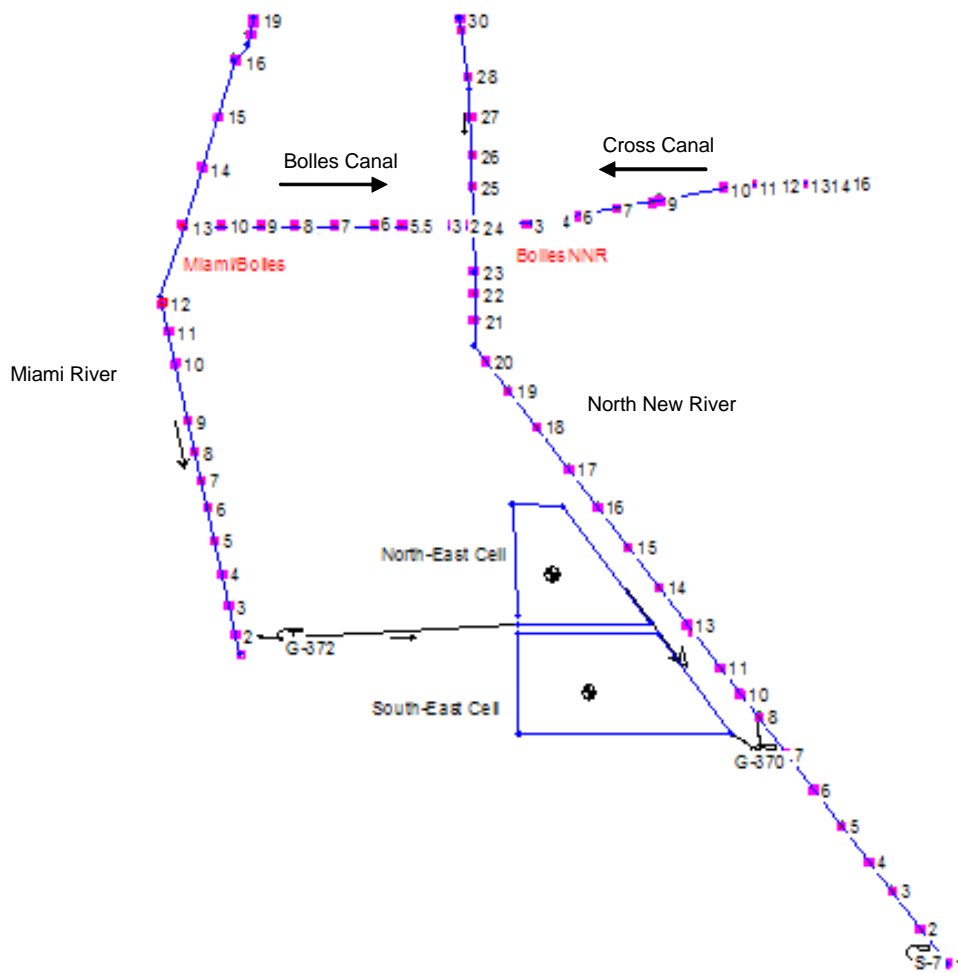 19 30
16
28
15 27
Cross Canal
Bolles Canal 26
14
25 10 11 12 13 14 16
13 10 9 8 7 6 5.5 3 2 24 3 4 6 7 9
Miami/Bolles Bolles NNR
23
12 22
11 21
10 20
Miami River
19
North New River
9 18
8
7 17
6 16
5 15
North-East Cell
4 14
3
13
2
G-372
11
10
South-East Cell
8
7
G-370
6
5
4
3
2
S-7 1